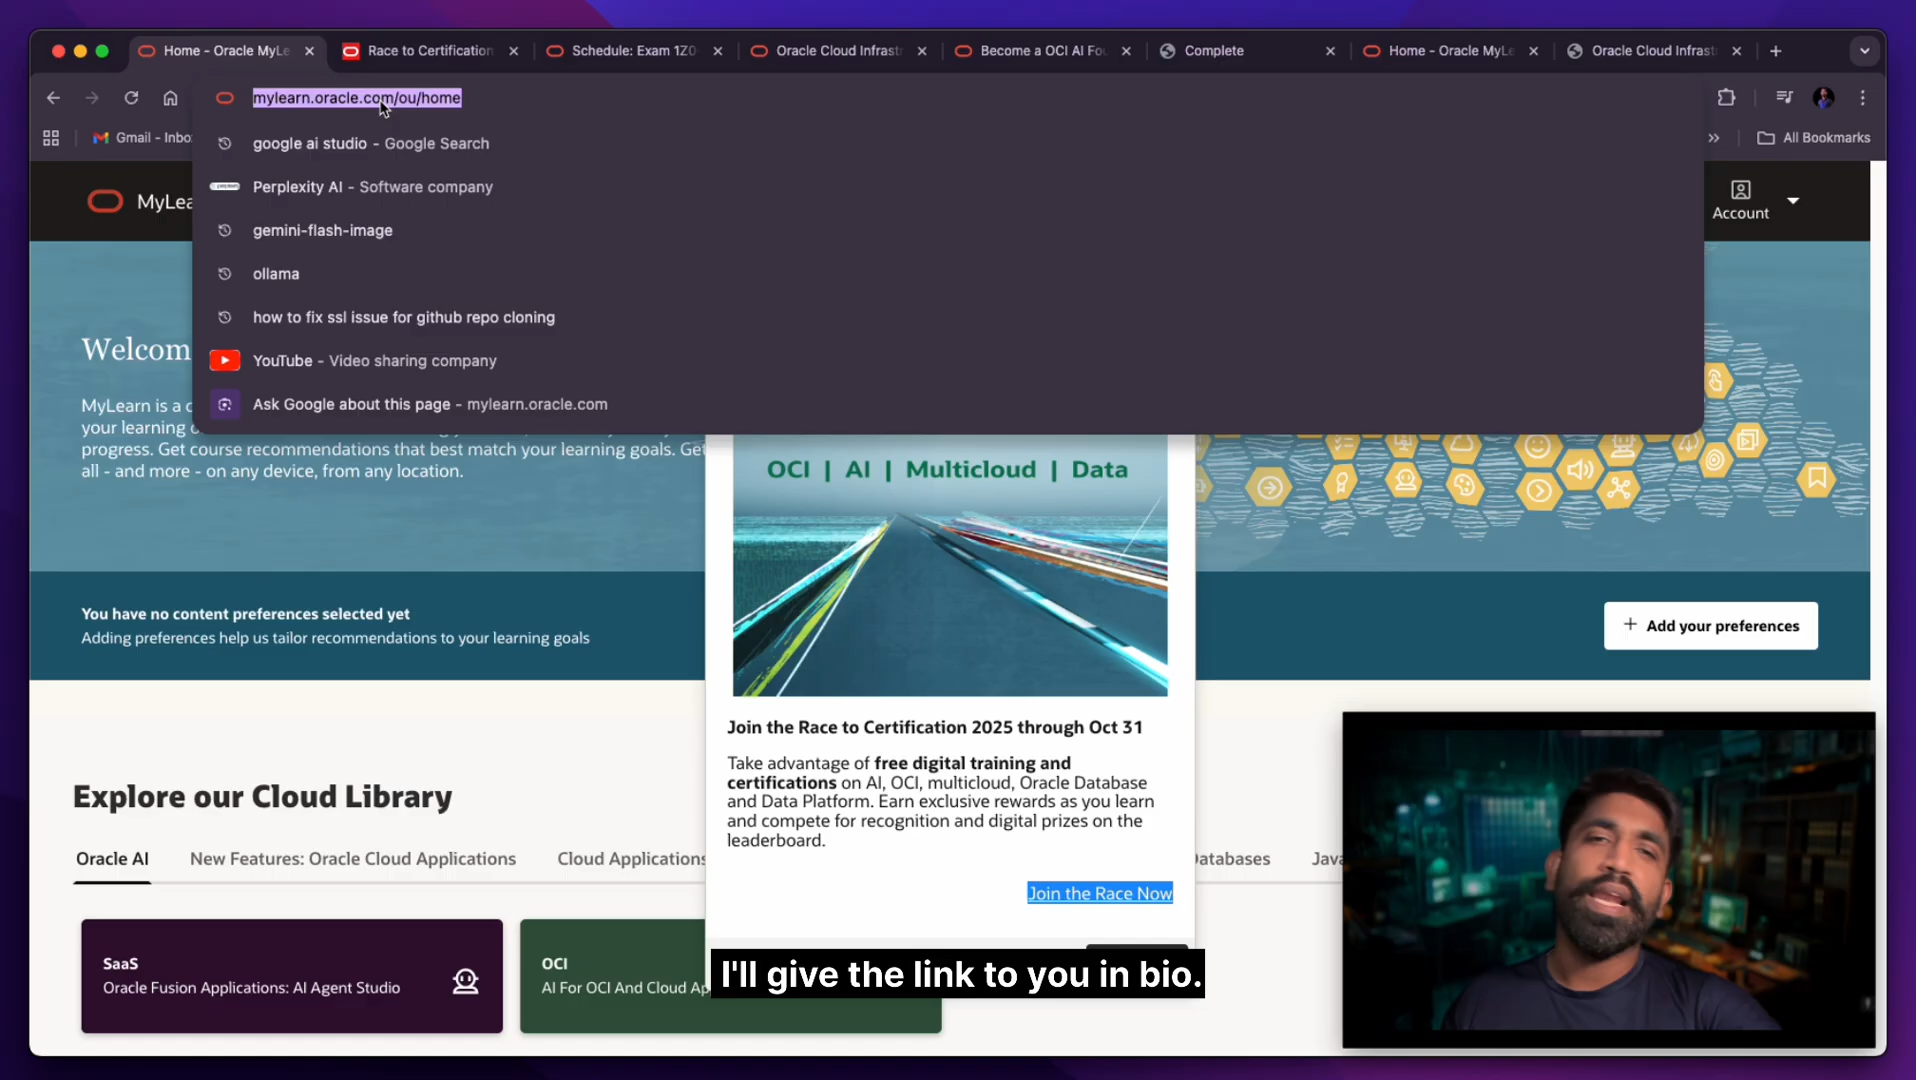 Home - Oracle MyLe
Race to Certification
Schedule: Exam 1Z0
Oracle Cloud Infrast
Become a OCI AI Fou
Complete
Home - Oracle MyLe
Oracle Cloud Infrast
mylearn.oracle.com/ou/home
Gmail - Inbo
All Bookmarks
google ai studio - Google Search
Perplexity AI - Software company
gemini-flash-image
ollama
how to fix ssl issue for github repo cloning
YouTube - Video sharing company
Ask Google about this page - mylearn.oracle.com
MyLea
Account
Welcom
MyLearn is a c
your learning
progress. Get course recommendations that best match your learning goals. Get
all - and more - on any device, from any location.
You have no content preferences selected yet
Adding preferences help us tailor recommendations to your learning goals
+ Add your preferences
OCI | AI | Multicloud | Data
Join the Race to Certification 2025 through Oct 31
Take advantage of free digital training and
certifications on AI, OCI, multicloud, Oracle Database
and Data Platform. Earn exclusive rewards as you learn
and compete for recognition and digital prizes on the
leaderboard.
Join the Race Now
Explore our Cloud Library
Oracle AI
New Features: Oracle Cloud Applications
Cloud Applications
atabases
Java
SaaS
Oracle Fusion Applications: AI Agent Studio
OCI
AI For OCI And Cloud Ap
I'll give the link to you in bio.